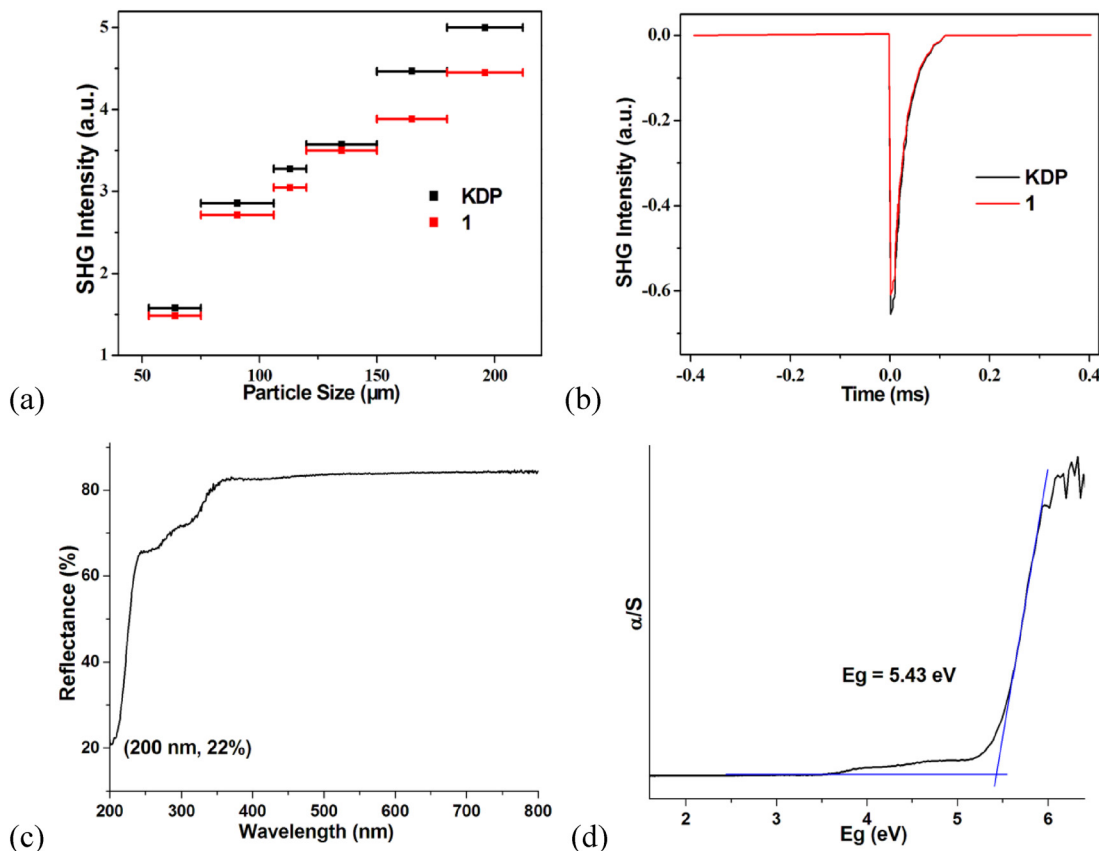 5
4
3
2
1
SHG Intensity (a.u.)
KDP
1
50
100
150
200
Particle Size (µm)
(a)
0.0
-0.2
-0.4
-0.6
SHG Intensity (a.u.)
KDP
1
-0.4
-0.2
0.0
0.2
0.4
Time (ms)
(b)
80
60
40
20
Reflectance (%)
(200 nm, 22%)
200
300
400
500
600
700
800
Wavelength (nm)
(c)
α/S
Eg = 5.43 eV
2
3
4
5
6
Eg (eV)
(d)